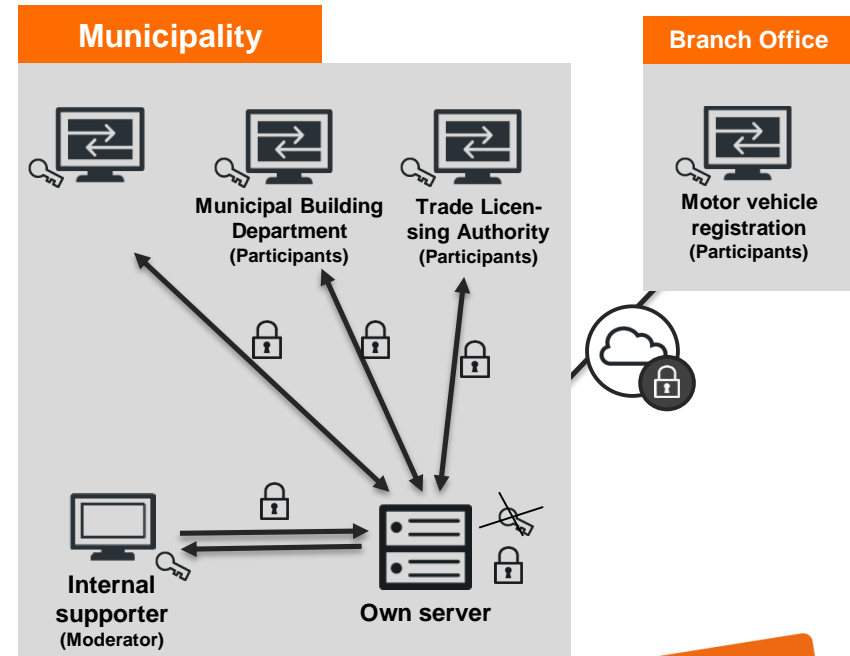 Municipality
Branch Office
Municipal Building
Department
(Participants)
Trade Licen-
sing Authority
(Participants)
Motor vehicle
registration
(Participants)
Internal
supporter
(Moderator)
Own server